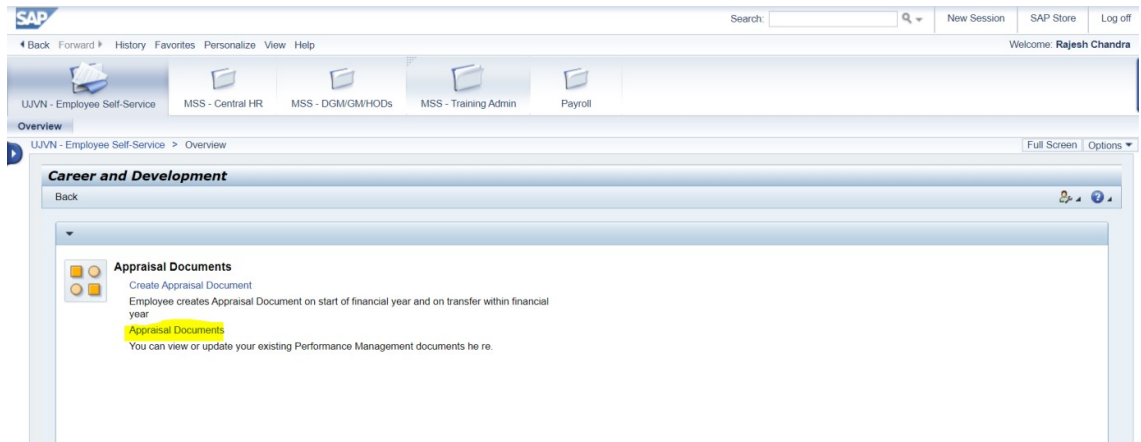 SAP
Search:
New Session
SAP Store
Log off
Back Forward History Favorites Personalize View Help
Welcome: Rajesh Chandra
UJVN - Employee Self-Service
MSS - Central HR
MSS - DGM/GM/HODs
MSS - Training Admin
Payroll
Overview
UJVN - Employee Self-Service > Overview
Full Screen
Options
Career and Development
Back
Appraisal Documents
Create Appraisal Document
Employee creates Appraisal Document on start of financial year and on transfer within financial
year
Appraisal Documents
You can view or update your existing Performance Management documents he re.